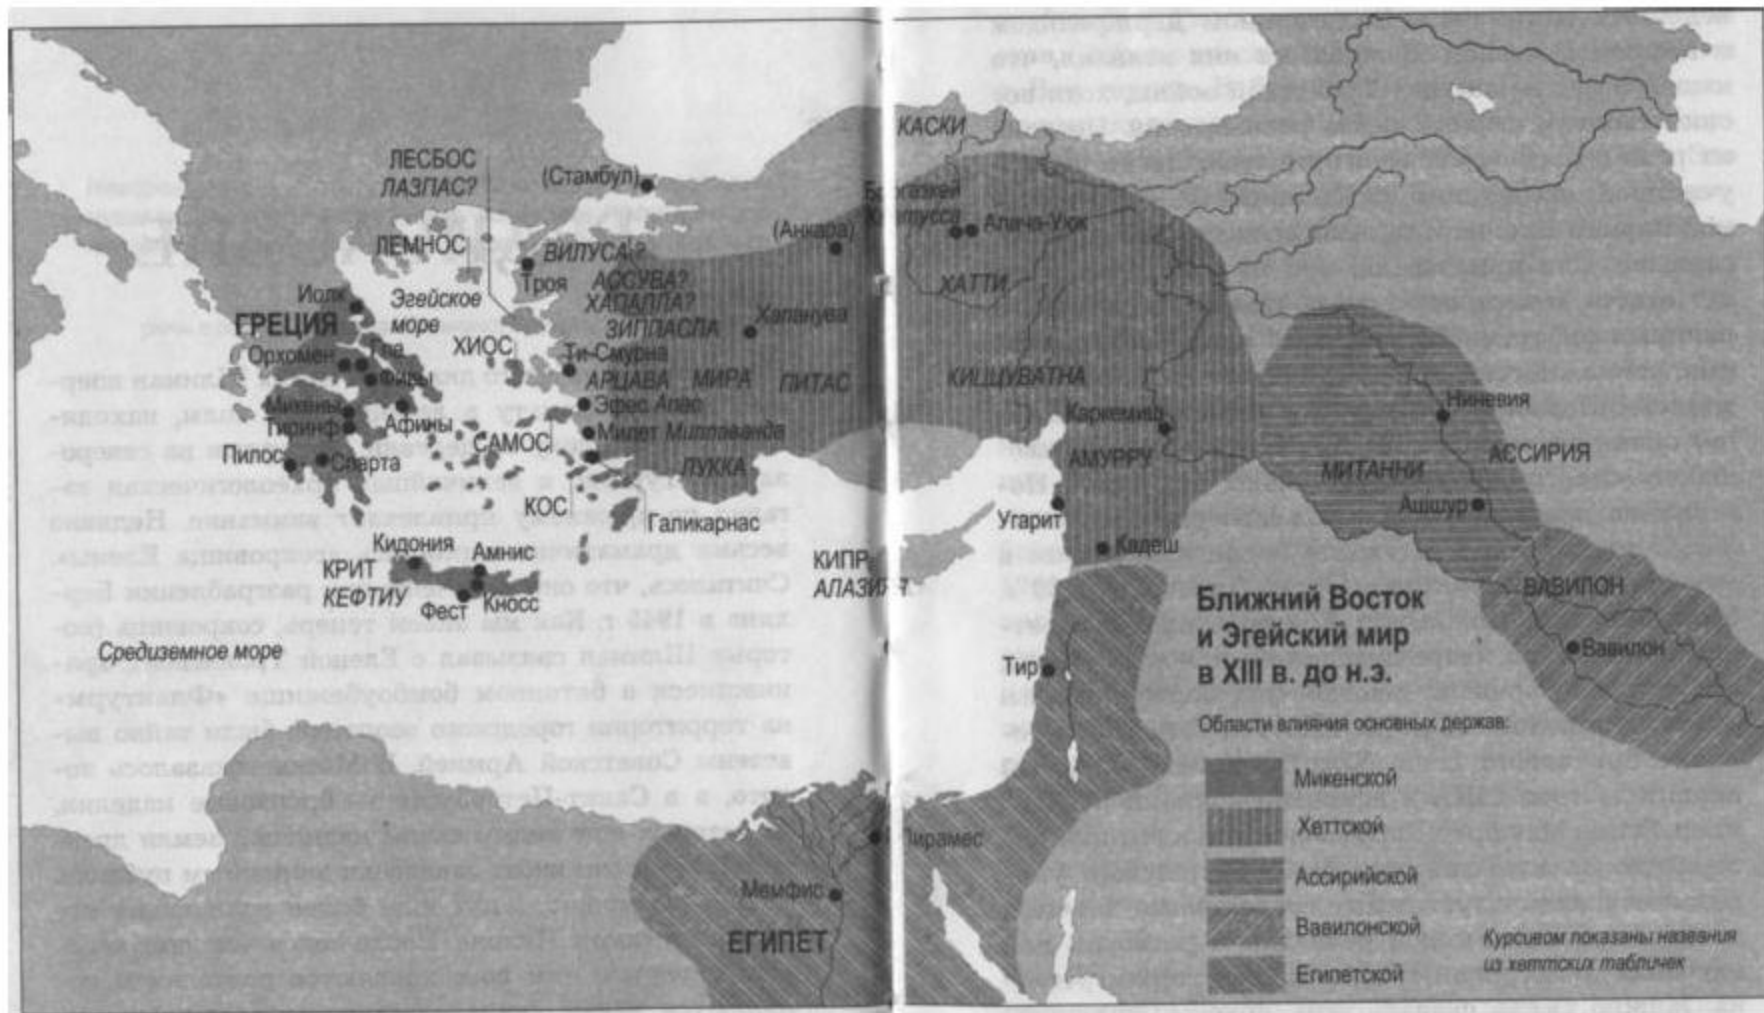 КАСКИ
ЛЕСБОС
ЛАЗПАС?
(Стамбул)
Алача-Уюк
(Анкара)
ЛЕМНОС
ВИЛУСА?
Троя
АССУВА?
ХАПАЛЛА?
ХАТТИ
Иолк
Эгейское
море
ЗИППАСЛА
Хапанува
ГРЕЦИЯ
ХИОС
Орхомен
Гла
Фивы
Ти-Смурна
АРЦАВА
МИРА
ПИТАС
КИЦЦУВАТНА
Микены
Тиринф
Афины
Эфес Апас
Каркемиш
Ниневия
САМОС
Милет Миллаванда
Пилос
Спарта
ЛУККА
АМУРРУ
МИТАННИ
АССИРИЯ
КОС
Галикарнас
Угарит
Ашшур
Кадеш
Кидония
Амнис
КРИТ
КЕФТИУ
Фест
Кносс
КИПР-
АЛАЗИЯ
ВАВИЛОН
Вавилон
Средиземное море
Тир
Ближний Восток
и Эгейский мир
в XIII в. до н.э.
Области влияния основных держав:
Микенской
Хеттской
Ассирийской
Вавилонской
Египетской
Мемфис
ЕГИПЕТ
Курсивом показаны названия
из хеттских табличек